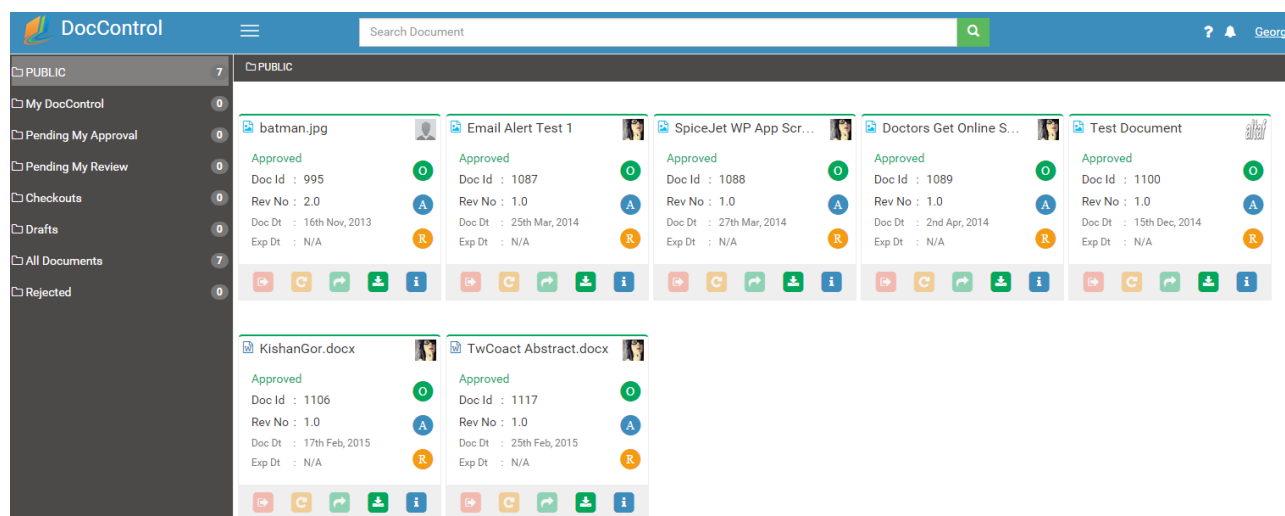 DocControl
Search Document
? Georg
PUBLIC 7
PUBLIC
My DocControl 0
Pending My Approval 0
Pending My Review 0
Checkouts 0
Drafts 0
All Documents 7
Rejected 0
batman.jpg
Approved
Doc Id : 995
O
Rev No : 2.0
A
Doc Dt : 16th Nov, 2013
Exp Dt : N/A
R
i
Email Alert Test 1
Approved
Doc Id : 1087
O
Rev No : 1.0
A
Doc Dt : 25th Mar, 2014
Exp Dt : N/A
R
i
SpiceJet WP App Scr...
Approved
Doc Id : 1088
O
Rev No : 1.0
A
Doc Dt : 27th Mar, 2014
Exp Dt : N/A
R
i
Doctors Get Online S...
Approved
Doc Id : 1089
O
Rev No : 1.0
A
Doc Dt : 2nd Apr, 2014
Exp Dt : N/A
R
i
Test Document altaf
Approved
Doc Id : 1100
O
Rev No : 1.0
A
Doc Dt : 15th Dec, 2014
Exp Dt : N/A
R
i
KishanGor.docx
Approved
Doc Id : 1106
O
Rev No : 1.0
A
Doc Dt : 17th Feb, 2015
Exp Dt : N/A
R
i
TwCoact Abstract.docx
Approved
Doc Id : 1117
O
Rev No : 1.0
A
Doc Dt : 25th Feb, 2015
Exp Dt : N/A
R
i